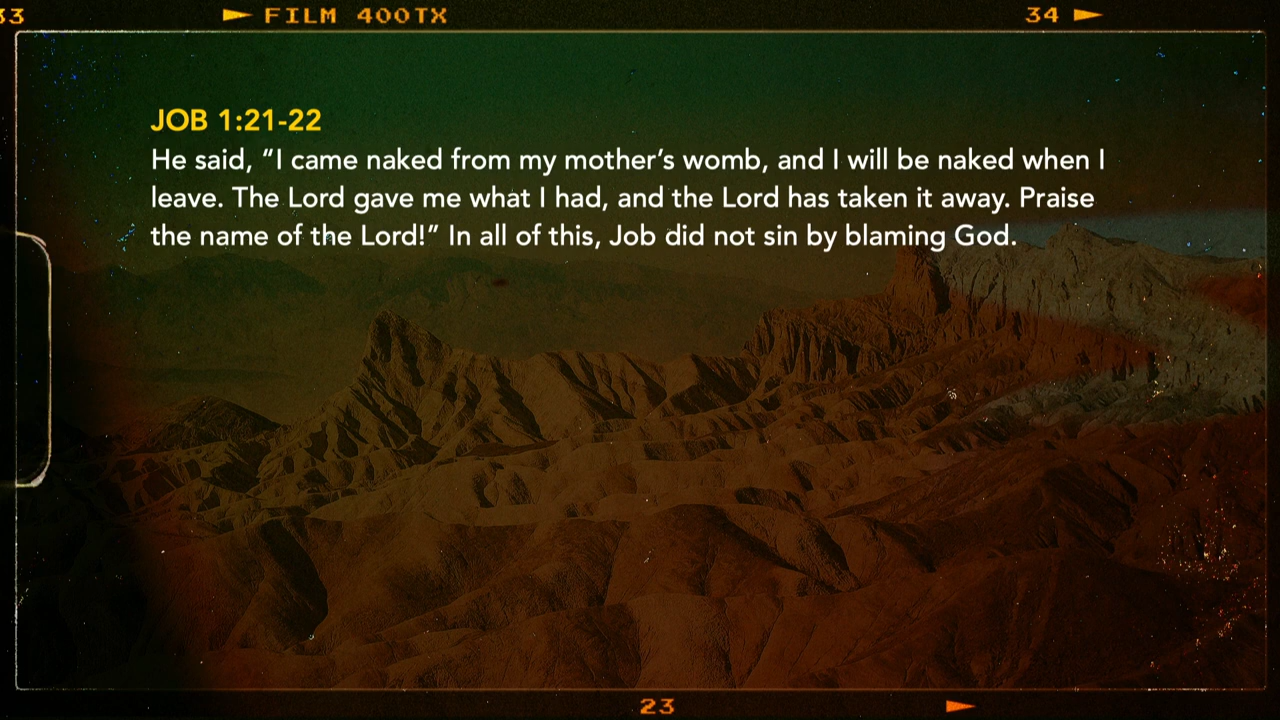 33 ► FILM 400TX 34 ►
JOB 1:21-22
He said, “I came naked from my mother’s womb, and I will be naked when I
leave. The Lord gave me what I had, and the Lord has taken it away. Praise
the name of the Lord!” In all of this, Job did not sin by blaming God.
23 ►